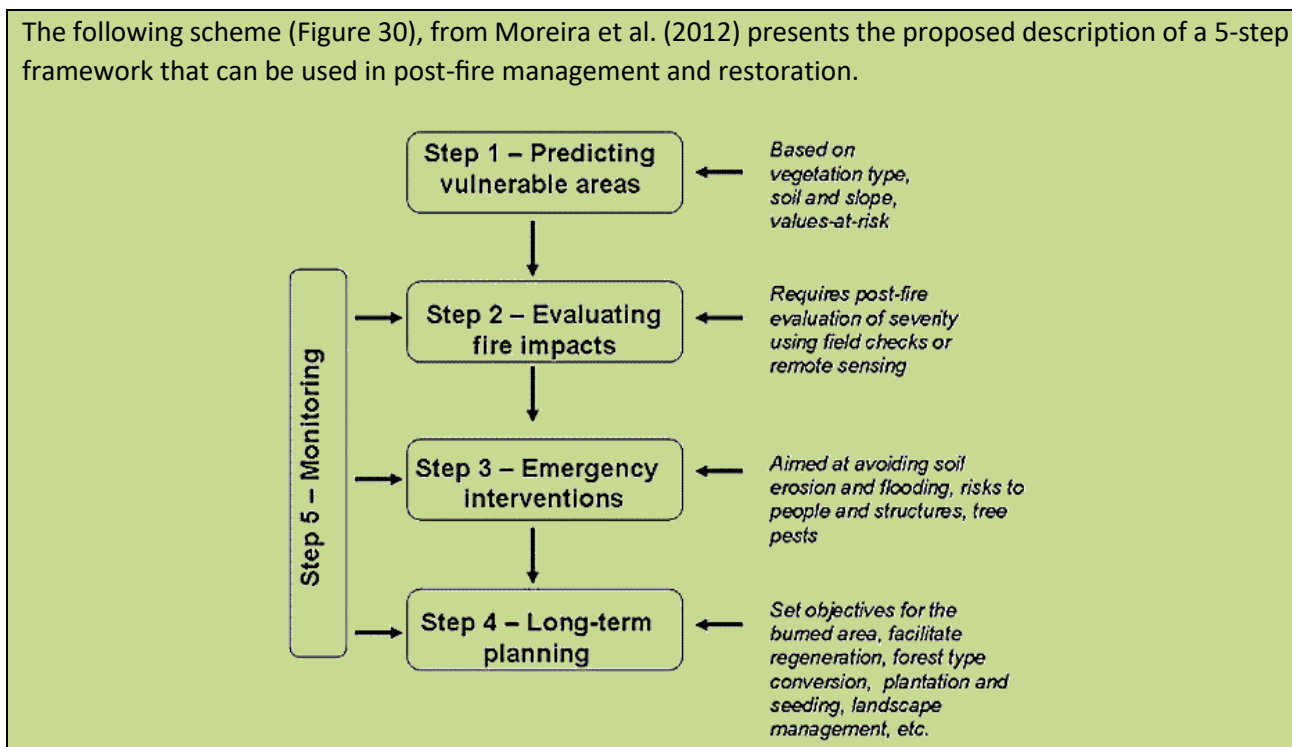 The following scheme (Figure 30), from Moreira et al. (2012) presents the proposed description of a 5-step
framework that can be used in post-fire management and restoration.
Step 1 – Predicting
vulnerable areas
Based on
vegetation type,
soil and slope,
values-at-risk
Step 5 – Monitoring
Step 2 – Evaluating
fire impacts
Requires post-fire
evaluation of severity
using field checks or
remote sensing
Step 3 – Emergency
interventions
Aimed at avoiding soil
erosion and flooding, risks to
people and structures, tree
pests
Step 4 – Long-term
planning
Set objectives for the
burned area, facilitate
regeneration, forest type
conversion, plantation and
seeding, landscape
management, etc.